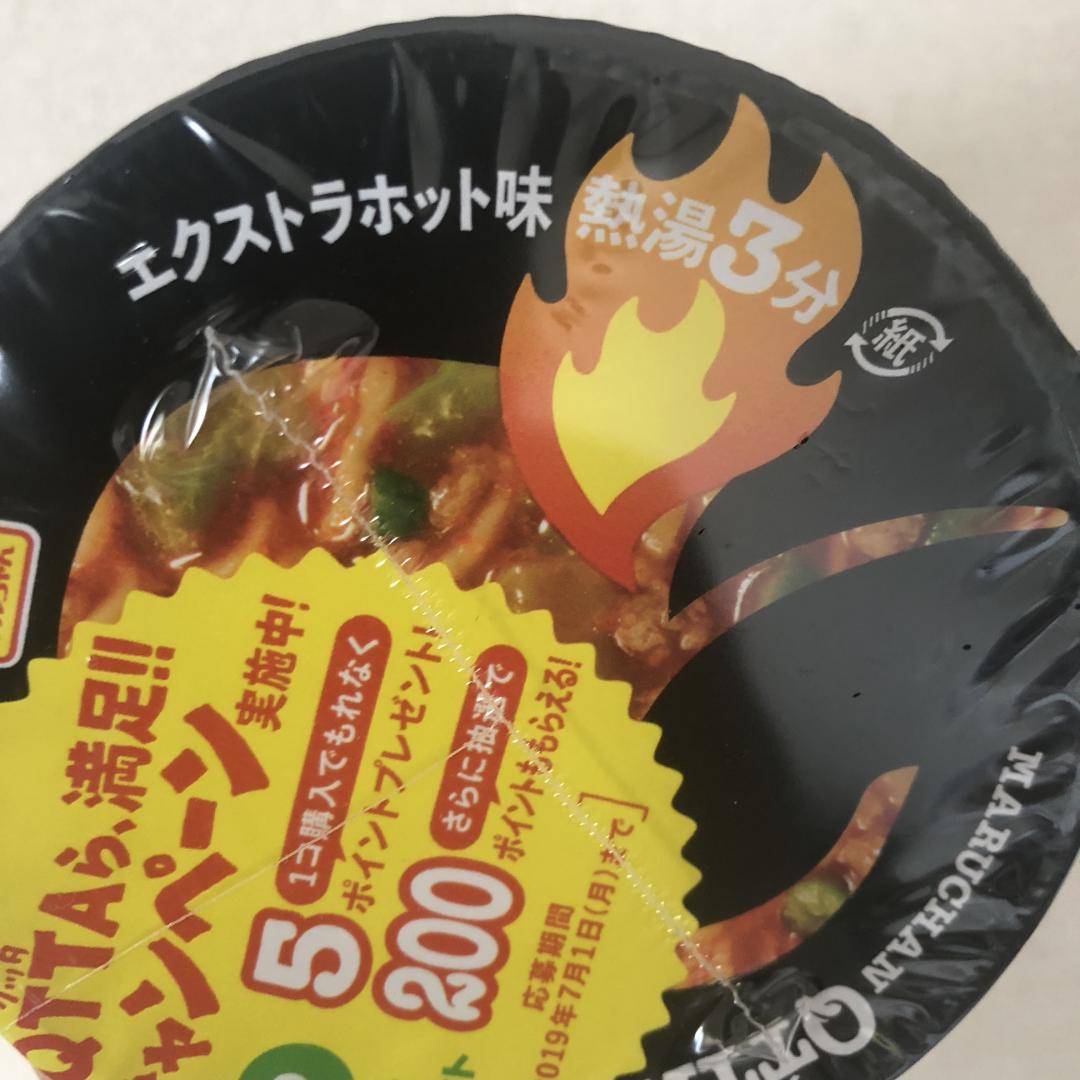 エクストラホット味
熱湯3分
紙
QTTAら、満足!!
ャンペーン
実施中!
1コ購入でもれなく
5
ポイントプレゼント!
さらに抽選で
200
ポイントももらえる!
応募期間
019年7月1日(月)まで]
MARUCHAN
QT